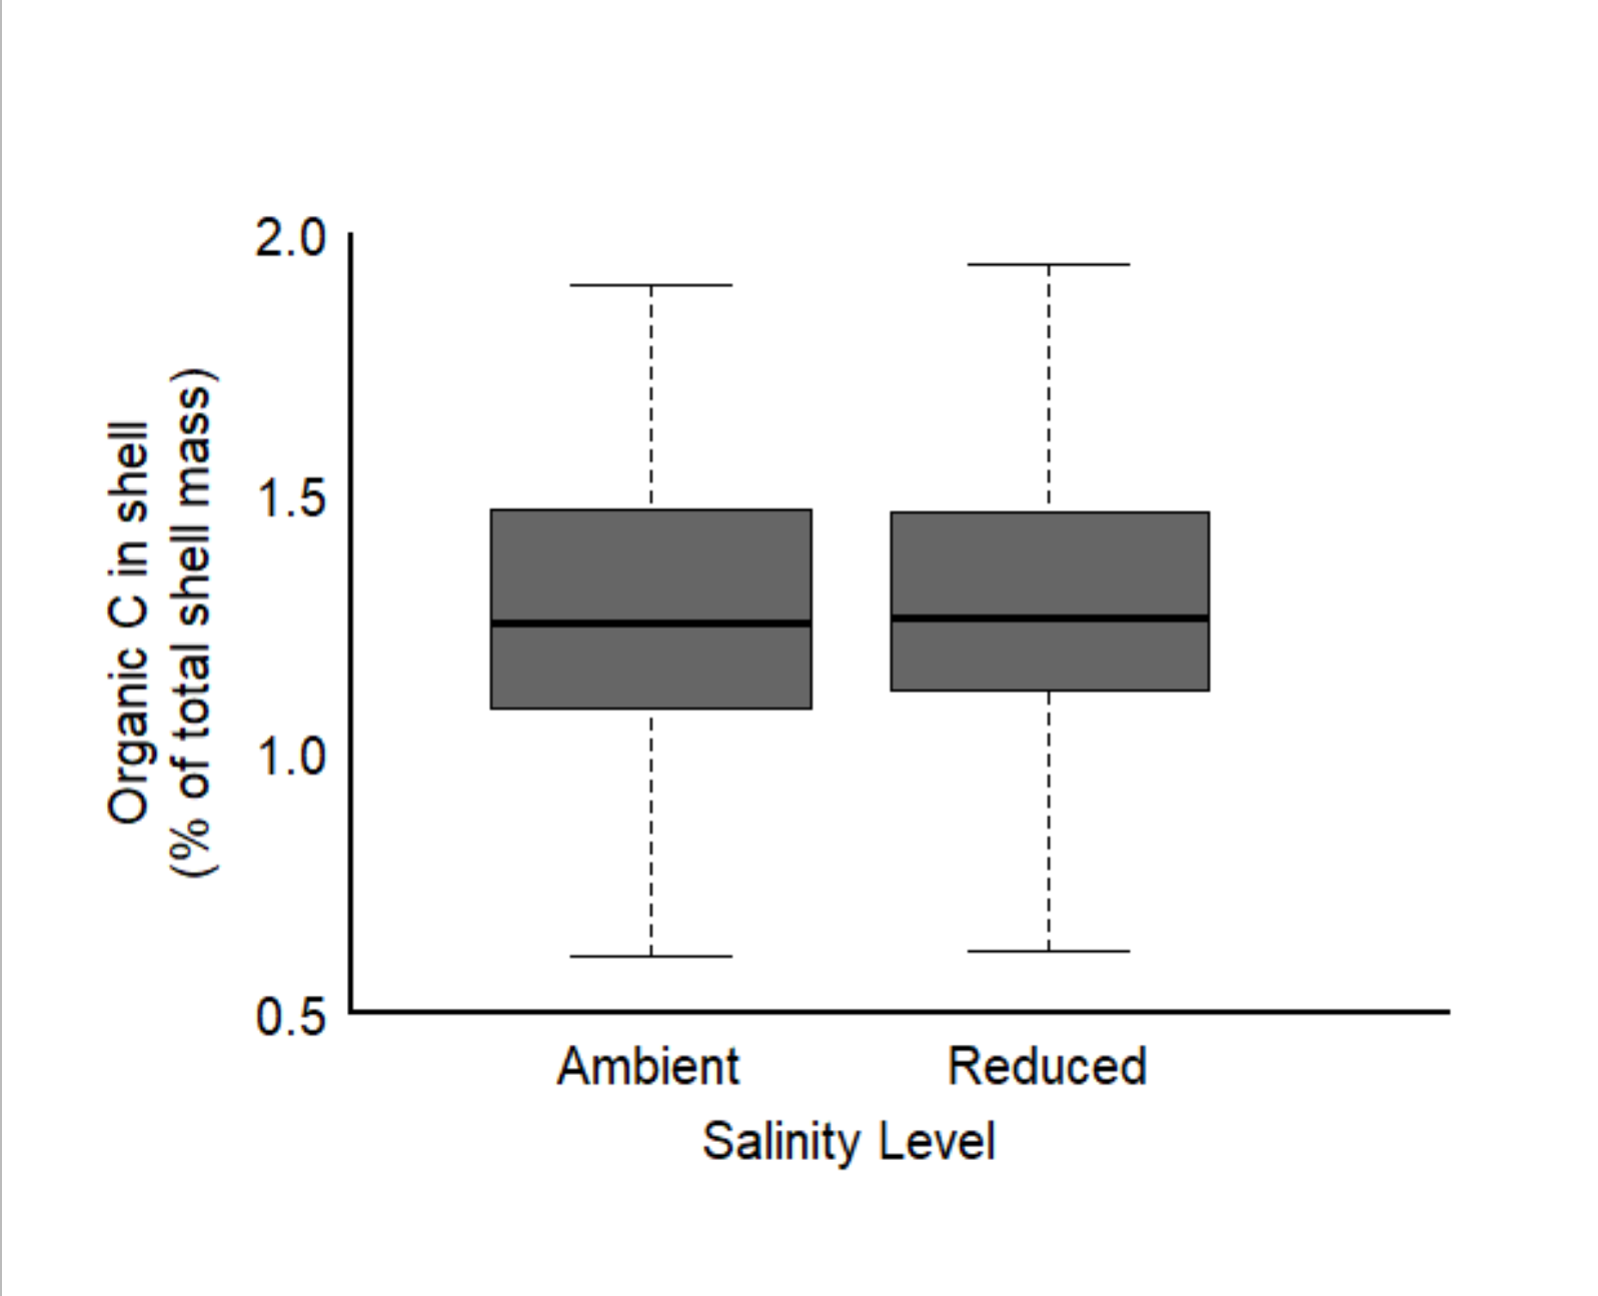 2.0
1.5
1.0
0.5
Organic C in shell
(% of total shell mass)
Ambient
Reduced
Salinity Level